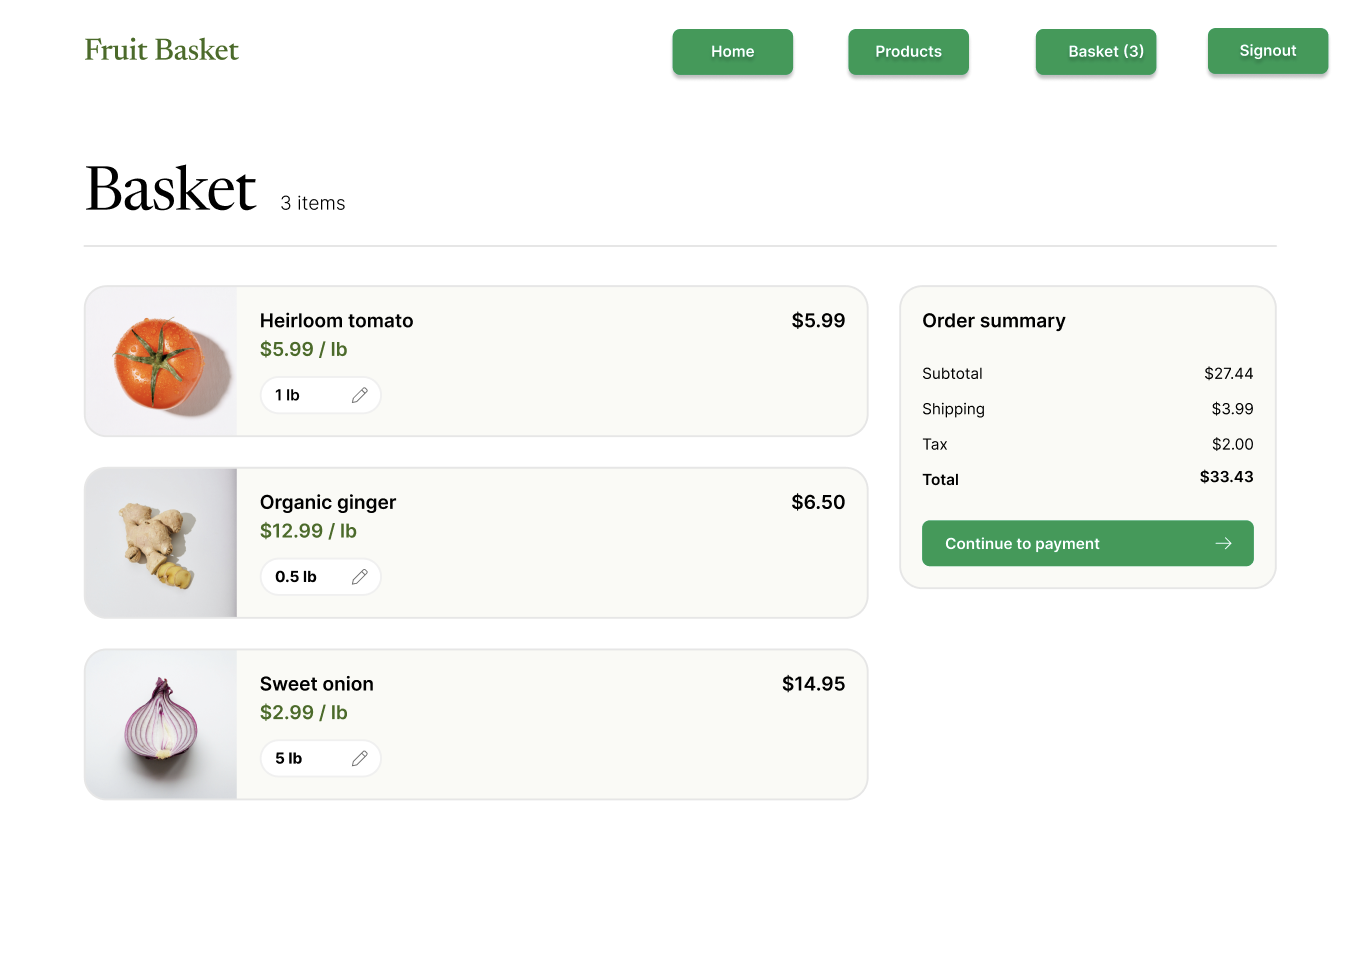 Fruit Basket
Home
Products
Basket (3)
Signout
Basket
3 items
Heirloom tomato
$5.99
$5.99 / lb
1 lb
Organic ginger
$6.50
$12.99 / lb
0.5 lb
Sweet onion
$14.95
$2.99 / lb
5 lb
Order summary
Subtotal
$27.44
Shipping
$3.99
Tax
$2.00
Total
$33.43
Continue to payment